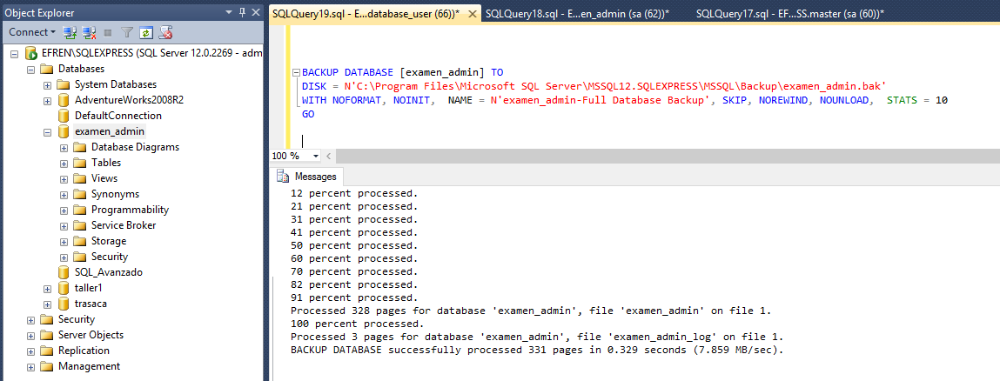 Object Explorer
Connect
EFREN\SQLEXPRESS (SQL Server 12.0.2269 - adm
Databases
System Databases
AdventureWorks2008R2
DefaultConnection
examen_admin
Database Diagrams
Tables
Views
Synonyms
Programmability
Service Broker
Storage
Security
SQL_Avanzado
taller1
trasaca
Security
Server Objects
Replication
Management
SQLQuery19.sql - E...database_user (66))*
SQLQuery18.sql - E...en_admin (sa (62))*
SQLQuery17.sql - EF...SS.master (sa (60))*
BACKUP DATABASE [examen_admin] TO
DISK = N'C:\Program Files\Microsoft SQL Server\MSSQL12.SQLEXPRESS\MSSQL\Backup\examen_admin.bak'
WITH NOFORMAT, NOINIT,  NAME = N'examen_admin-Full Database Backup', SKIP, NOREWIND, NOUNLOAD,  STATS = 10
GO
100 %
Messages
12 percent processed.
21 percent processed.
31 percent processed.
41 percent processed.
50 percent processed.
60 percent processed.
70 percent processed.
82 percent processed.
91 percent processed.
Processed 328 pages for database 'examen_admin', file 'examen_admin' on file 1.
100 percent processed.
Processed 3 pages for database 'examen_admin', file 'examen_admin_log' on file 1.
BACKUP DATABASE successfully processed 331 pages in 0.329 seconds (7.859 MB/sec).